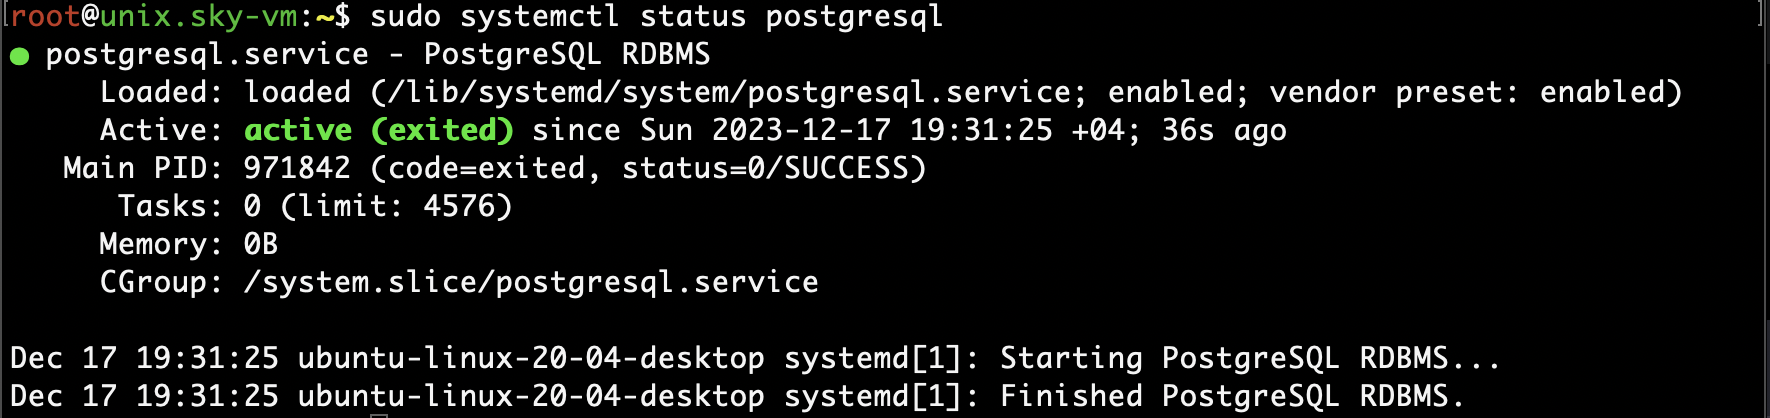 root@unix.sky-vm:~$ sudo systemctl status postgresql
● postgresql.service - PostgreSQL RDBMS
Loaded: loaded (/lib/systemd/system/postgresql.service; enabled; vendor preset: enabled)
Active: active (exited) since Sun 2023-12-17 19:31:25 +04; 36s ago
Main PID: 971842 (code=exited, status=0/SUCCESS)
Tasks: 0 (limit: 4576)
Memory: 0B
CGroup: /system.slice/postgresql.service
Dec 17 19:31:25 ubuntu-linux-20-04-desktop systemd[1]: Starting PostgreSQL RDBMS...
Dec 17 19:31:25 ubuntu-linux-20-04-desktop systemd[1]: Finished PostgreSQL RDBMS.